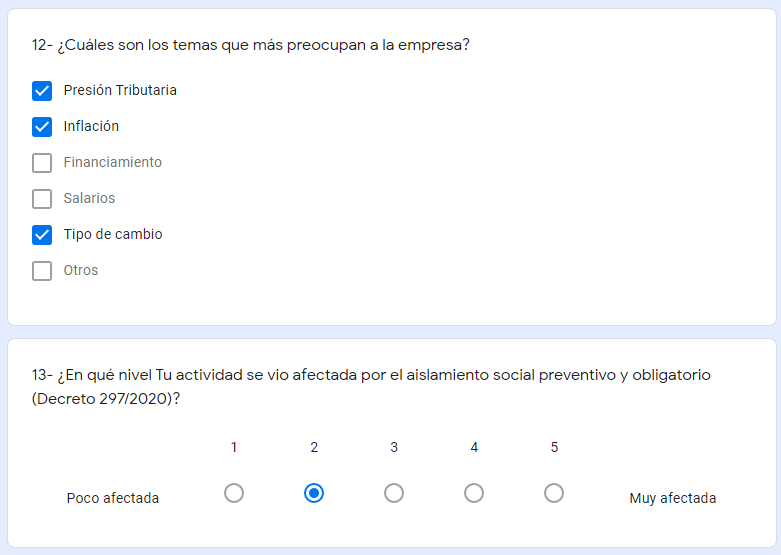 12- ¿Cuáles son los temas que más preocupan a la empresa?
Presión Tributaria
Inflación
Financiamiento
Salarios
Tipo de cambio
Otros
13- ¿En qué nivel Tu actividad se vio afectada por el aislamiento social preventivo y obligatorio
(Decreto 297/2020)?
1 2 3 4 5
Poco afectada Muy afectada